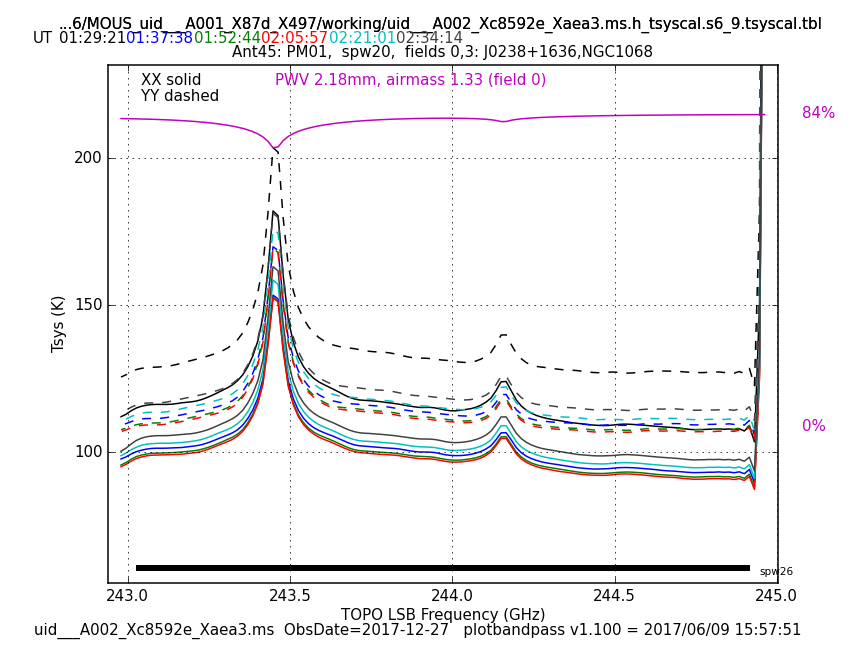 ...6/MOUS_uid___A001_X87d_X497/working/uid___A002_Xc8592e_Xaea3.ms.h_tsyscal.s6_9.tsyscal.tbl
UT 01:29:21 01:37:38 01:52:44 02:05:57 02:21:01 02:34:14
Ant45: PM01, spw20, fields 0,3: J0238+1636,NGC1068
XX solid
YY dashed
PWV 2.18mm, airmass 1.33 (field 0)
84%
0%
200
150
100
Tsys (K)
spw26
243.0 243.5 244.0 244.5 245.0
TOPO LSB Frequency (GHz)
uid___A002_Xc8592e_Xaea3.ms ObsDate=2017-12-27 plotbandpass v1.100 = 2017/06/09 15:57:51